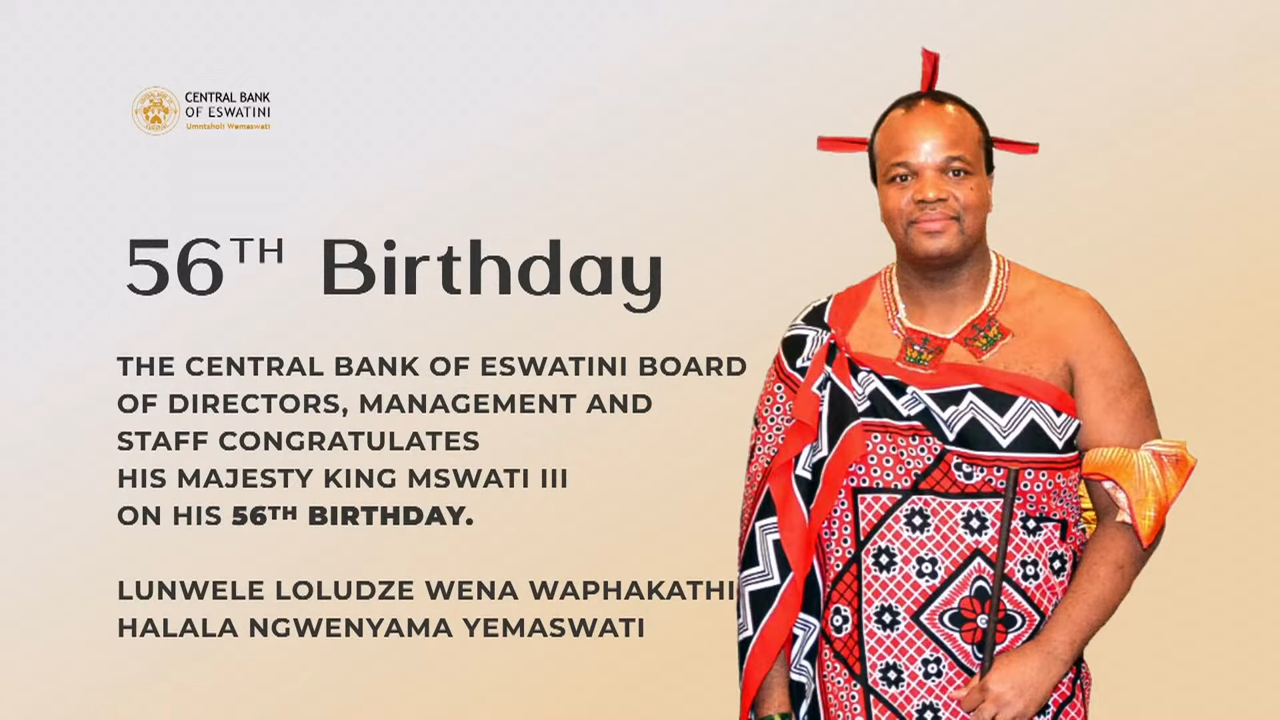 CENTRAL BANK
OF ESWATINI
Umntsholi Wemaswati
56TH Birthday
THE CENTRAL BANK OF ESWATINI BOARD
OF DIRECTORS, MANAGEMENT AND
STAFF CONGRATULATES
HIS MAJESTY KING MSWATI III
ON HIS 56TH BIRTHDAY.
LUNWELE LOLUDZE WENA WAPHAKATHI
HALALA NGWENYAMA YEMASWATI